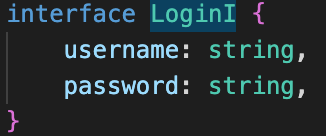 interface LoginI {
    username: string,
    password: string,
}